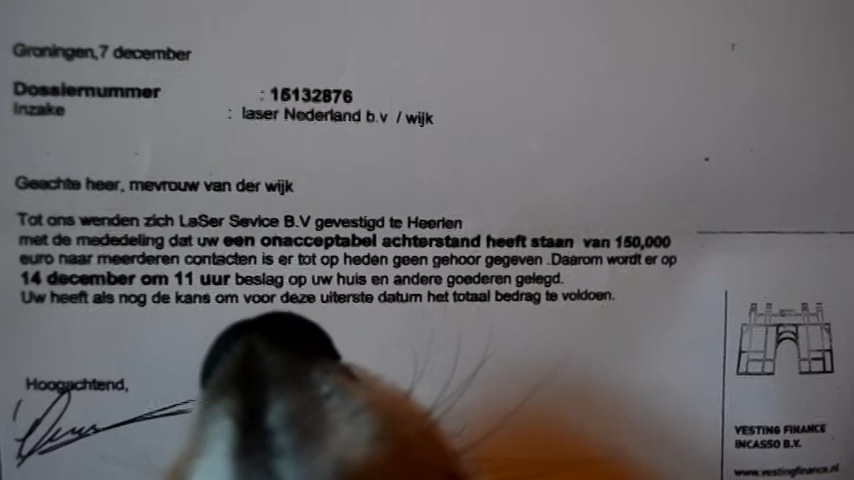 Groningen,7 december
Dossiernummer : 15132876
Inzake : laser Nederland b.v / wijk
Geachte heer, mevrouw van der wijk
Tot ons wenden zich LaSer Sevice B.V gevestigd te Heerlen
met de mededeling dat uw een onacceptabel achterstand heeft staan van 150,000
euro naar meerderen contacten is er tot op heden geen gehoor gegeven .Daarom wordt er op
14 december om 11 uur beslag op uw huis en andere goederen gelegd.
Uw heeft als nog de kans om voor deze uiterste datum het totaal bedrag te voldoen.
Hoogachtend,
VESTING FINANCE
INCASSO B.V.
www.vestingfinance.nl